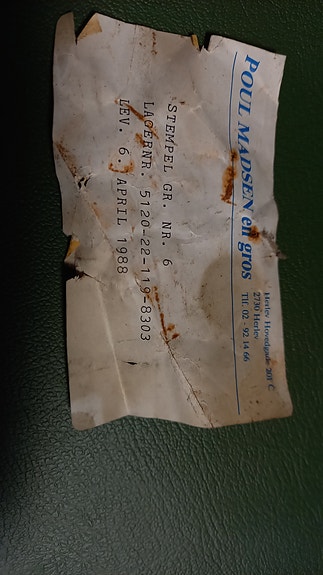 POUL MADSEN en gros
Herlev Hovedgade 201 C
2730 Herlev
Tlf. 02 - 92 14 66
STEMPEL GR. NR. 6
LAGERNR. 5120-22-119-8303
LEV. 6. APRIL 1988